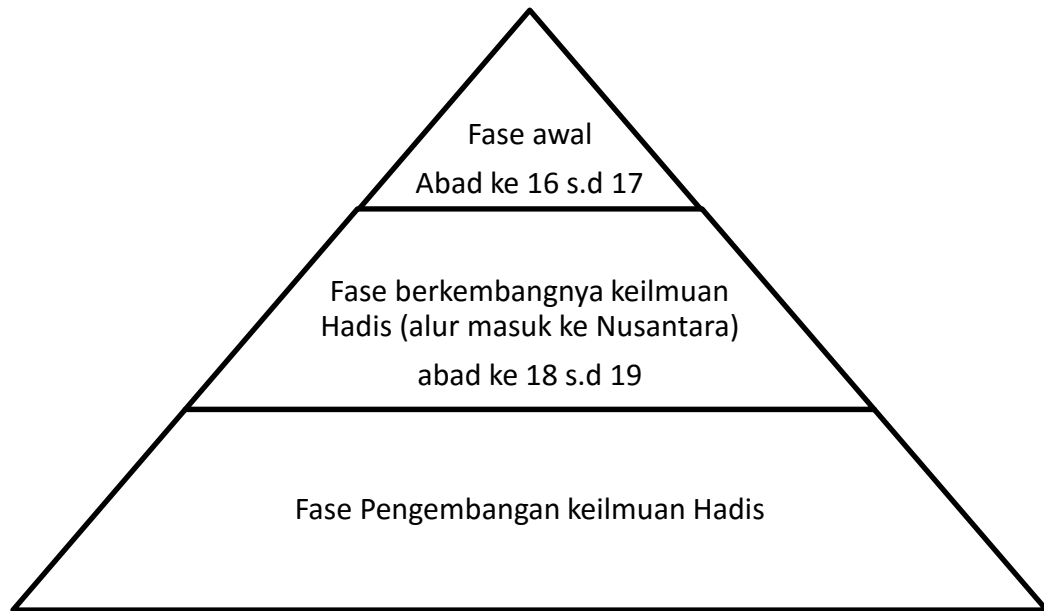 Fase awal
Abad ke 16 s.d 17
Fase berkembangnya keilmuan
Hadis (alur masuk ke Nusantara)
abad ke 18 s.d 19
Fase Pengembangan keilmuan Hadis